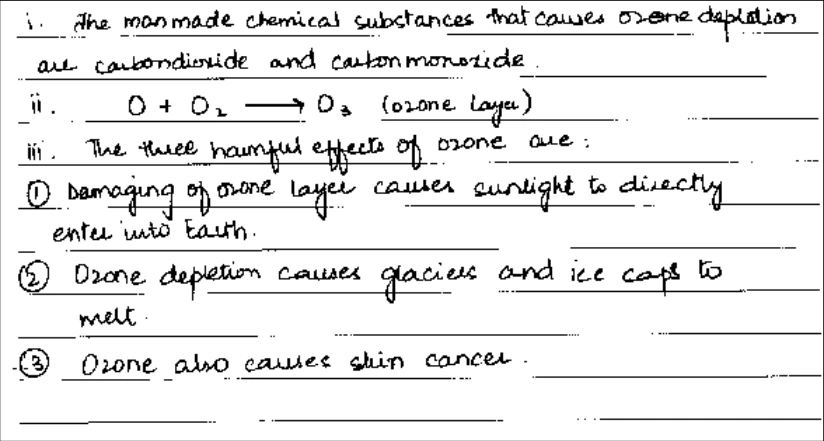 i. The man made chemical substances that causes ozone depletion
are carbondioxide and carbonmonoxide.
ii. O + O₂ ⟶ O₃ (ozone layer)
iii. The three harmful effects of ozone are:
① Damaging of ozone layer causes sunlight to directly
enter into Earth.
② Ozone depletion causes glaciers and ice caps to
melt.
③ Ozone also causes skin cancer.